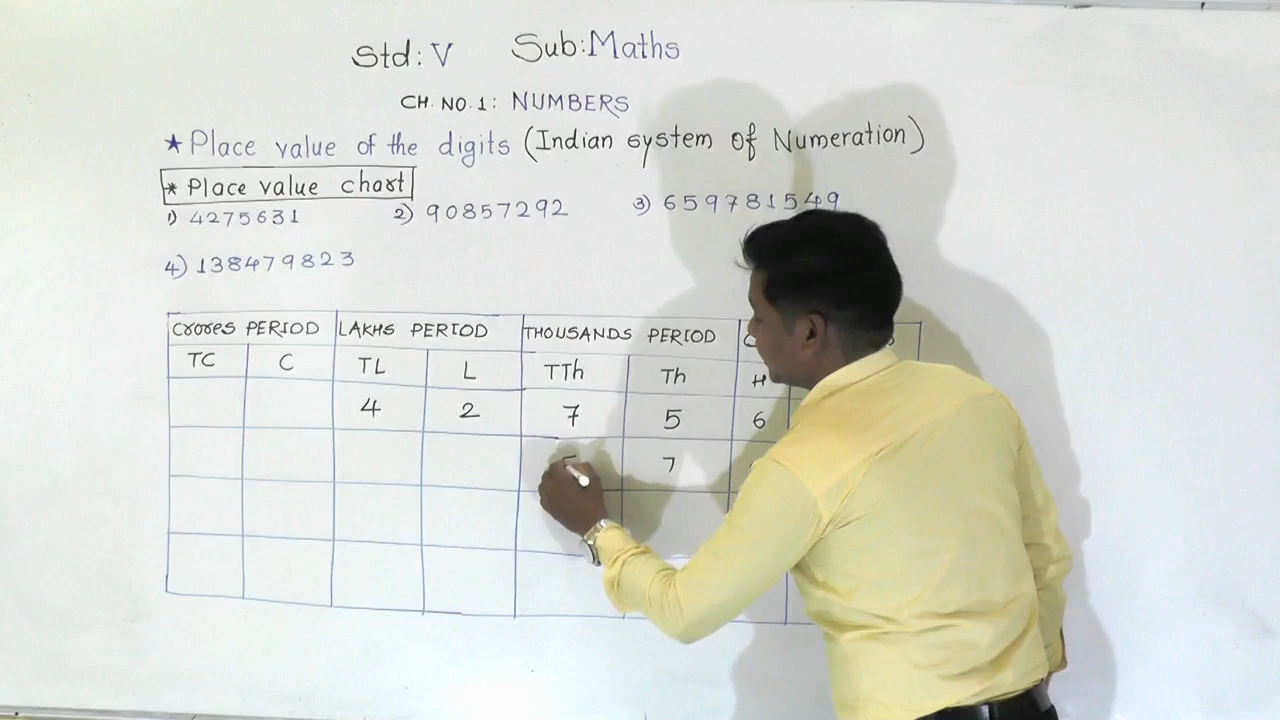 Std: V Sub: Maths
CH. NO. 1: NUMBERS
★ Place value of the digits (Indian system of Numeration)
* Place value chart
1) 4275631 2) 90857292 3) 659781549
4) 138479823
Crores PERIOD LAKHS PERIOD THOUSANDS PERIOD
TC C TL L TTh Th H
4 2 7 5 6
5 7